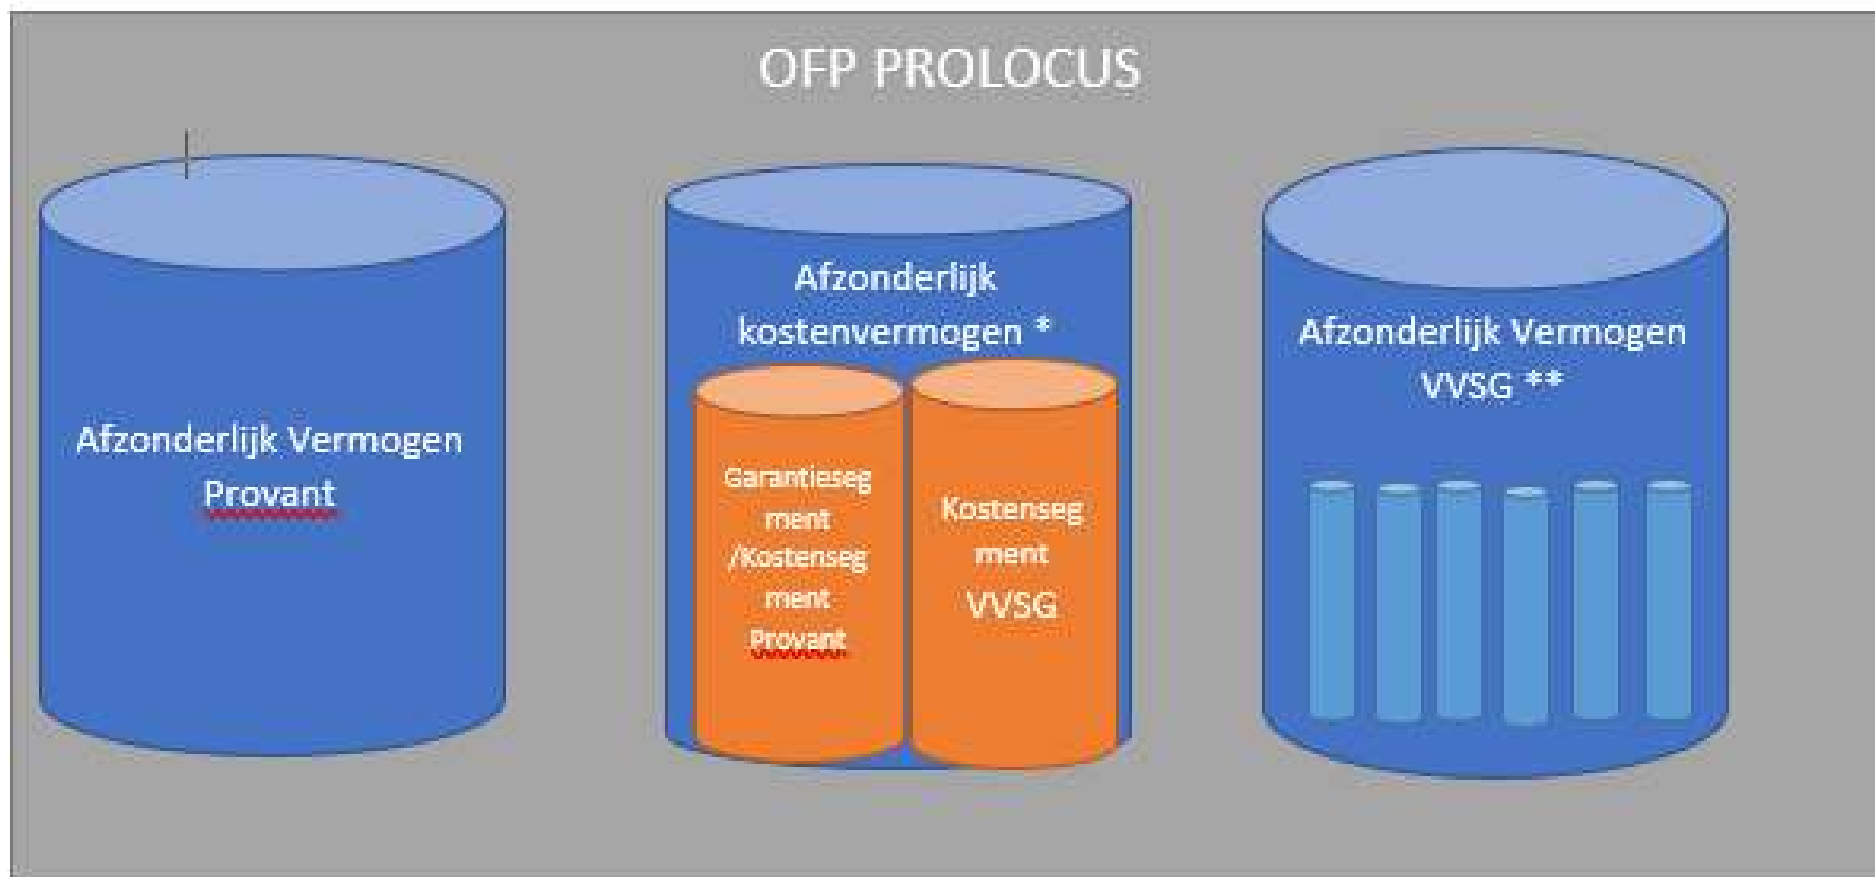 OFP PROLOCUS
Afzonderlijk Vermogen
Provant
Afzonderlijk
kostenvermogen *
Garantieseg
ment
/Kostenseg
ment
Provant
Kostenseg
ment
VVSG
Afzonderlijk Vermogen
VVSG **